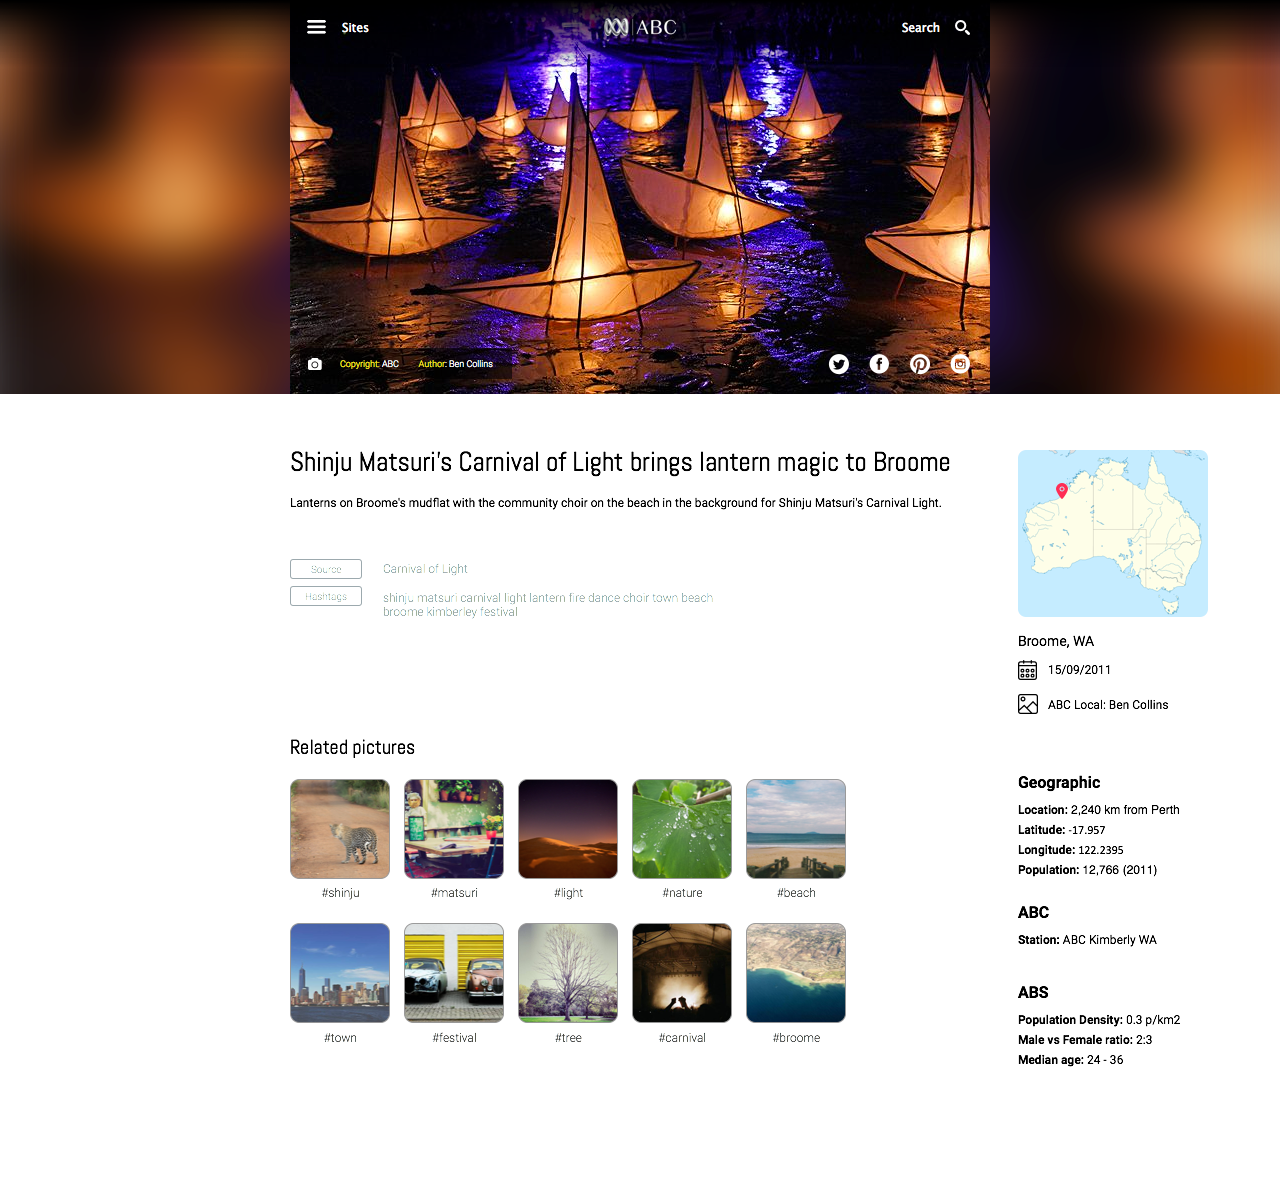 Sites
ABC
Search
Copyright: ABC
Author: Ben Collins
Shinju Matsuri's Carnival of Light brings lantern magic to Broome
Lanterns on Broome's mudflat with the community choir on the beach in the background for Shinju Matsuri's Carnival Light.
Source
Carnival of Light
Hashtags
shinju matsuri carnival light lantern fire dance choir town beach
broome kimberley festival
Broome, WA
15/09/2011
ABC Local: Ben Collins
Related pictures
#shinju
#matsuri
#light
#nature
#beach
#town
#festival
#tree
#carnival
#broome
Geographic
Location: 2,240 km from Perth
Latitude: -17.957
Longitude: 122.2395
Population: 12,766 (2011)
ABC
Station: ABC Kimberly WA
ABS
Population Density: 0.3 p/km2
Male vs Female ratio: 2:3
Median age: 24 - 36